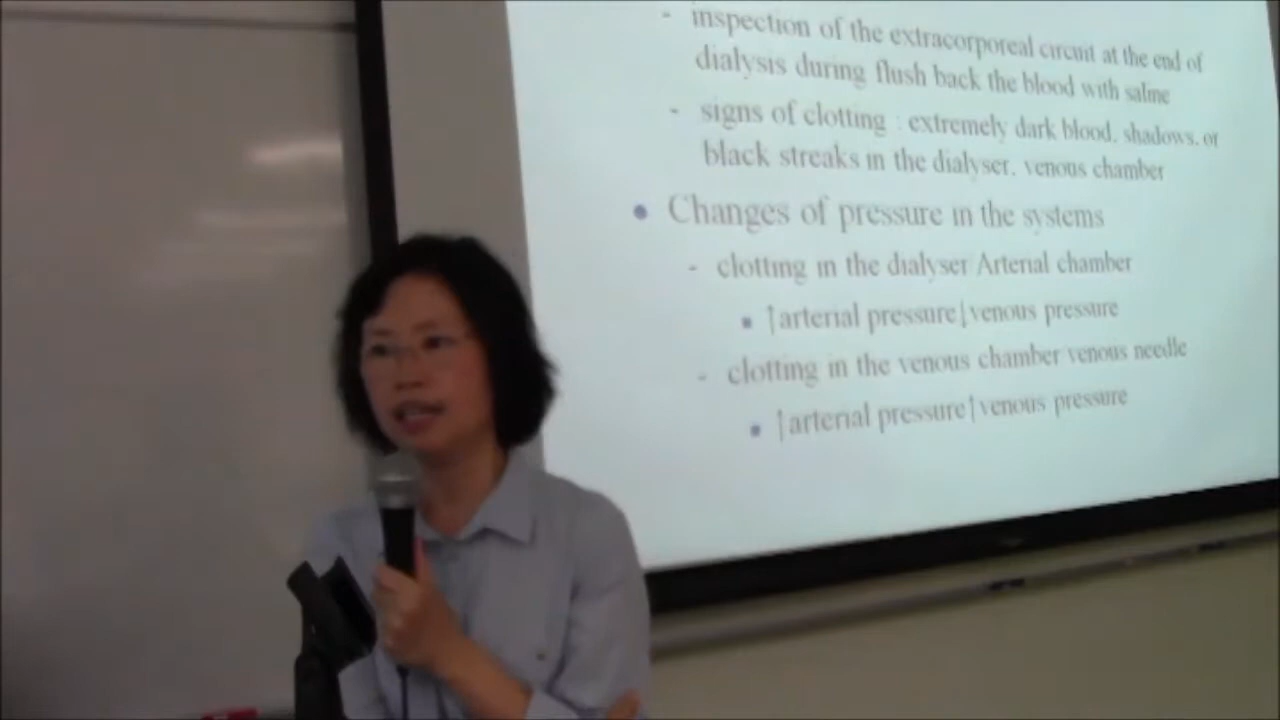 - inspection of the extracorporeal circuit at the end of
dialysis during flush back the blood with saline
- signs of clotting : extremely dark blood, shadows, or
black streaks in the dialyser, venous chamber
• Changes of pressure in the systems
- clotting in the dialyser/Arterial chamber
▪ ↑arterial pressure↓venous pressure
- clotting in the venous chamber venous needle
▪ ↑arterial pressure↑venous pressure